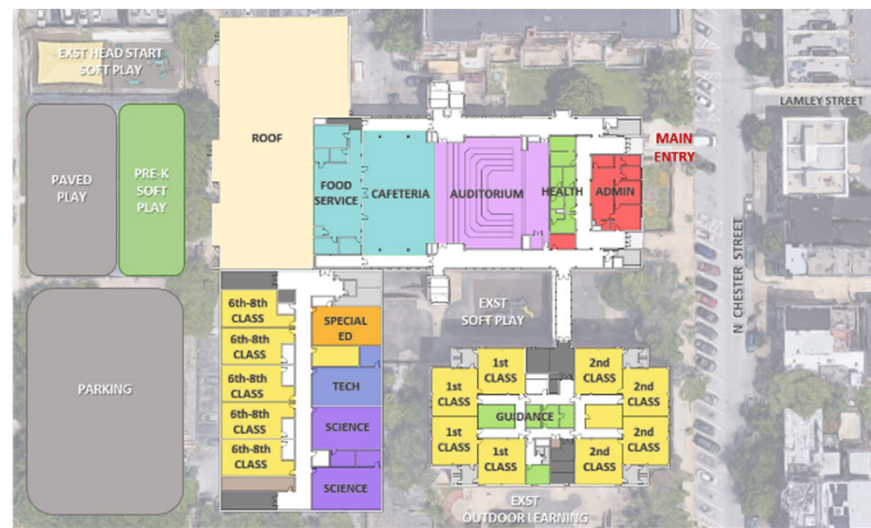 EXST HEAD START
SOFT PLAY
LAMLEY STREET
ROOF
MAIN
ENTRY
PAVED
PLAY
PRE-K
SOFT
PLAY
FOOD
SERVICE
CAFETERIA
AUDITORIUM
HEALTH
ADMIN
N CHESTER STREET
6th-8th
CLASS
EXST
SOFT PLAY
SPECIAL
ED
6th-8th
CLASS
1st
CLASS
2nd
CLASS
PARKING
6th-8th
CLASS
TECH
1st
CLASS
2nd
CLASS
6th-8th
CLASS
SCIENCE
GUIDANCE
1st
CLASS
2nd
CLASS
6th-8th
CLASS
1st
CLASS
2nd
CLASS
SCIENCE
EXST
OUTDOOR LEARNING